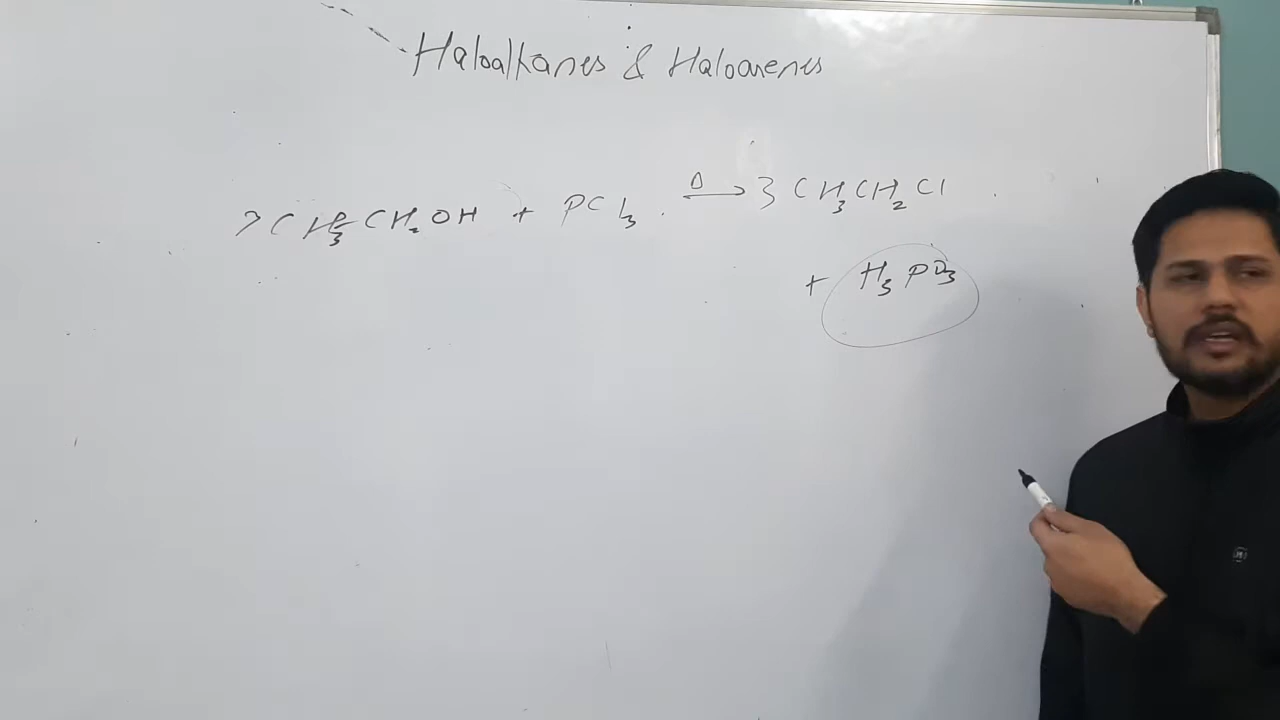 Haloalkanes & Haloarenes
3 CH₃CH₂OH + PCl₃ →Δ 3 CH₃CH₂Cl
+ H₃PO₃